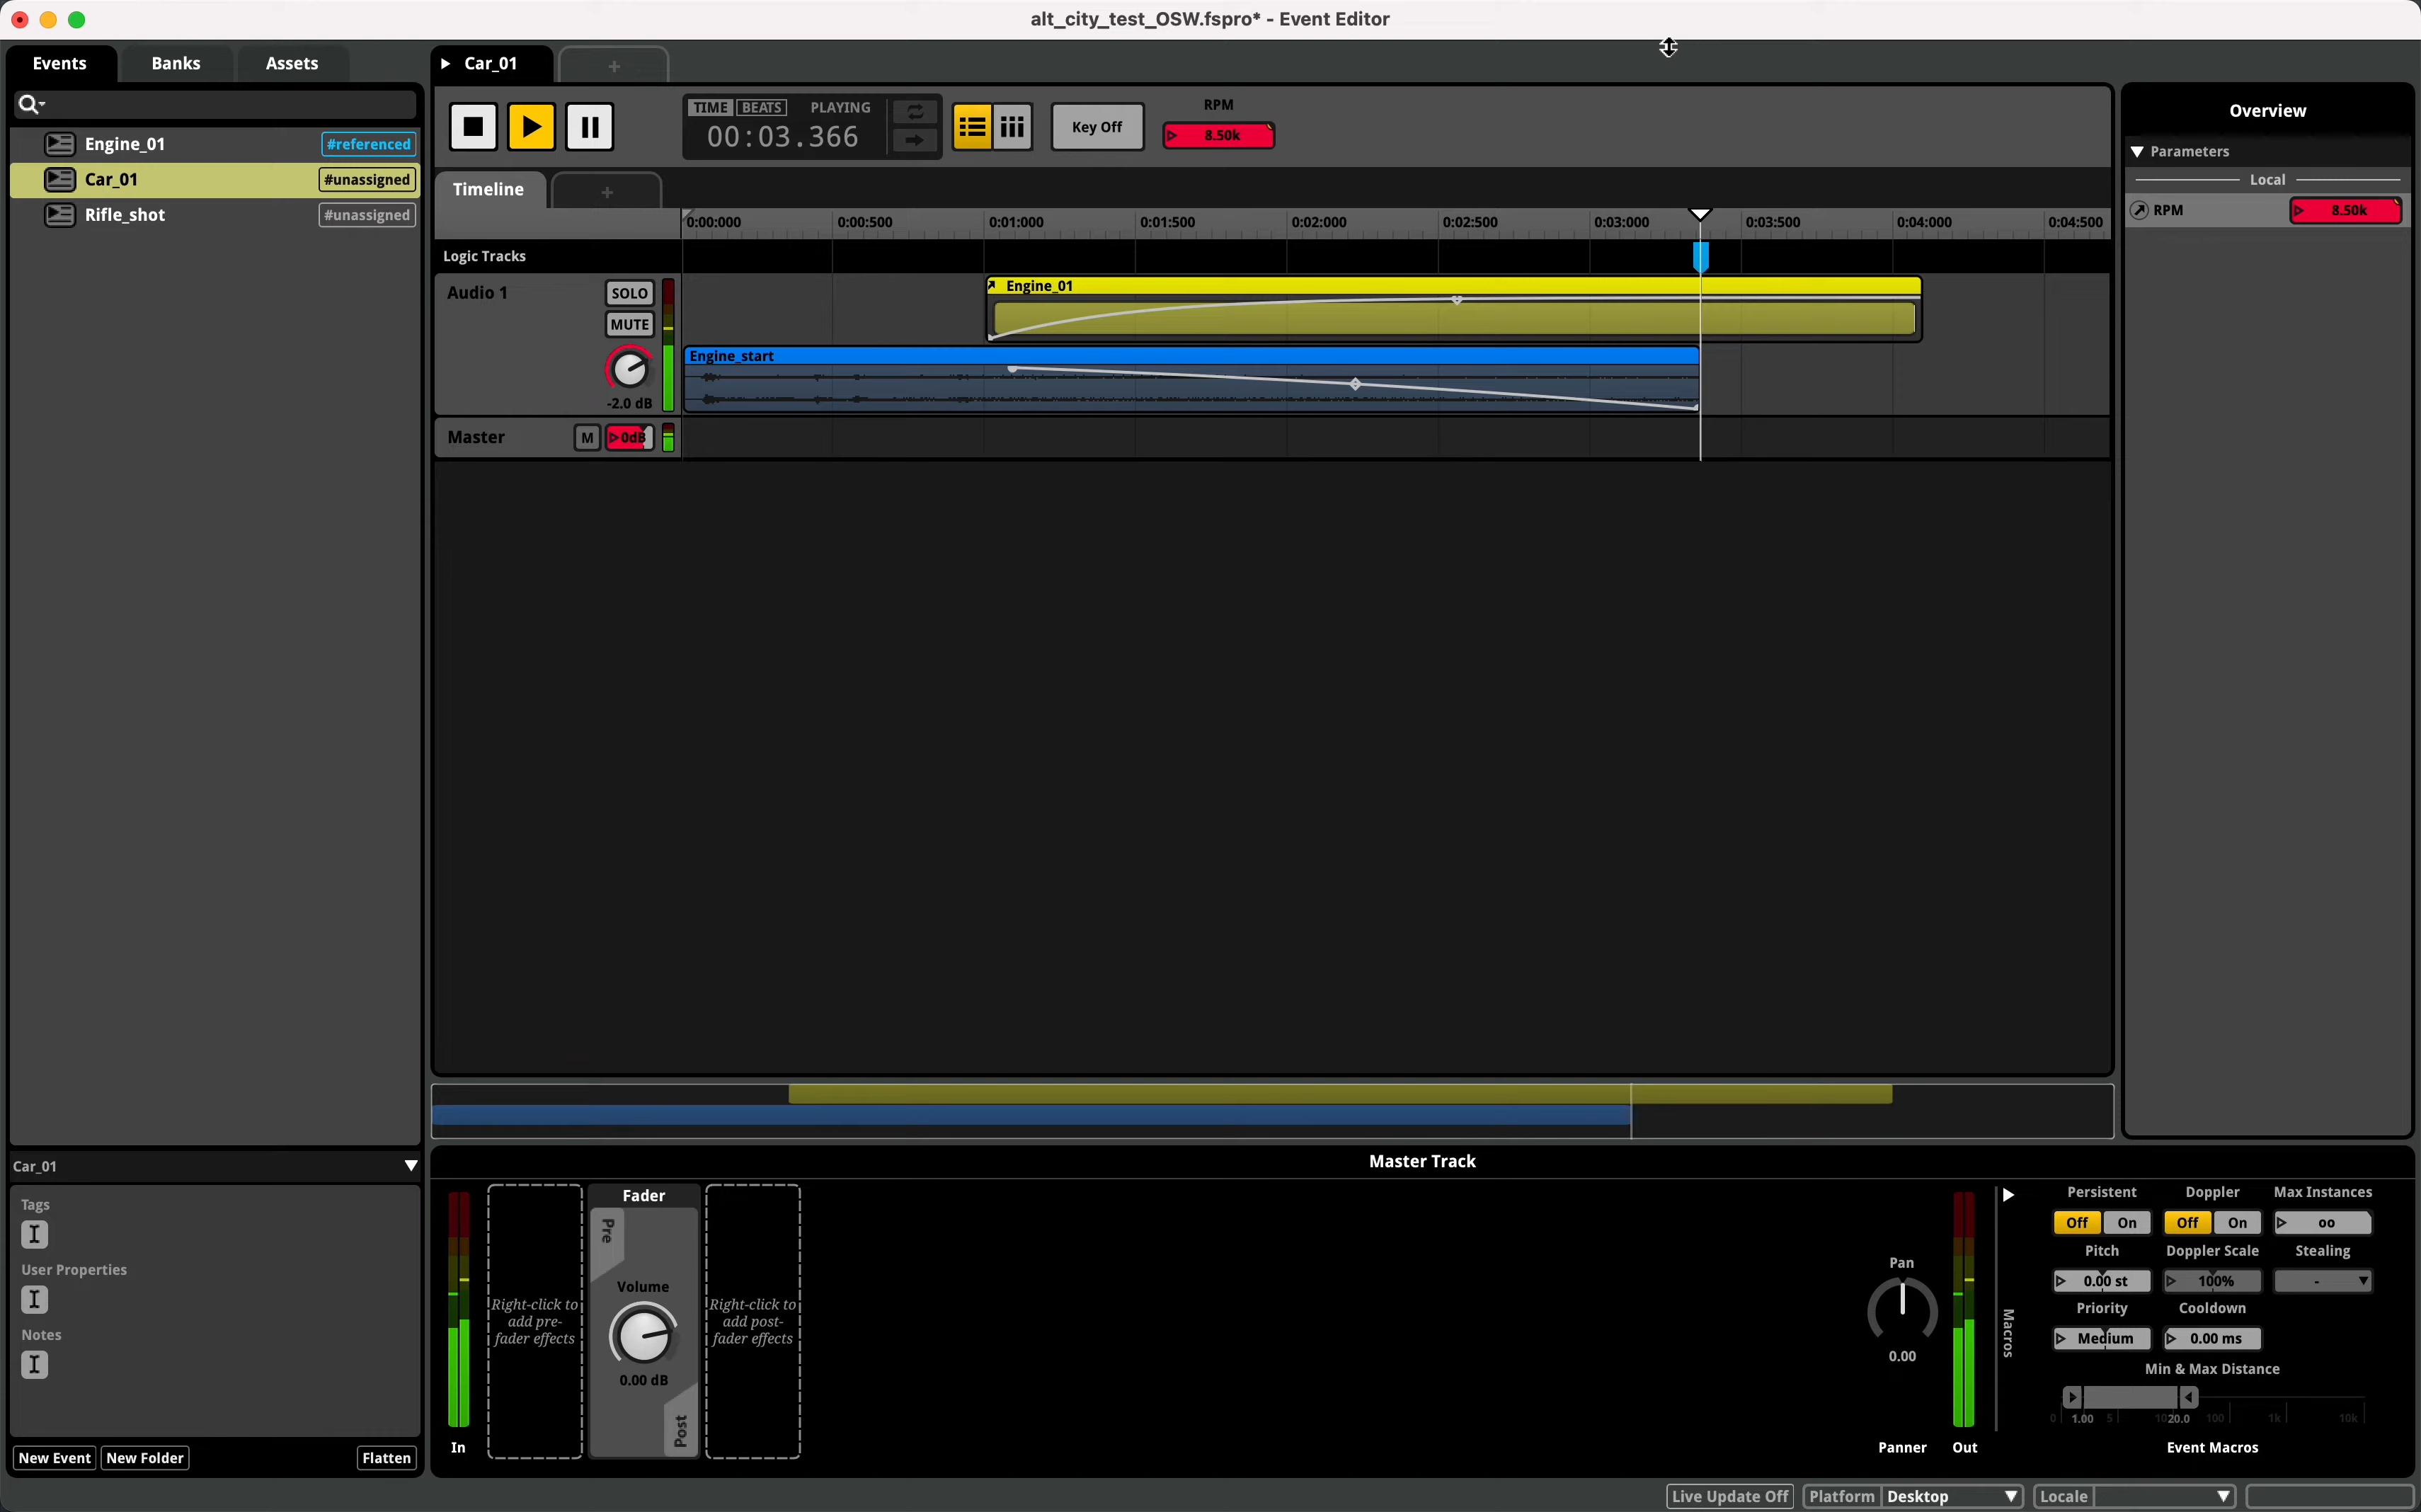 alt_city_test_OSW.fspro* - Event Editor
Events
Banks
Assets
Engine_01
#referenced
Car_01
#unassigned
Rifle_shot
#unassigned
Car_01
+
TIME
BEATS
PLAYING
00:03.366
Key Off
RPM
8.50k
Timeline
+
0:00:000
0:00:500
0:01:000
0:01:500
0:02:000
0:02:500
0:03:000
0:03:500
0:04:000
0:04:500
Logic Tracks
Audio 1
SOLO
MUTE
-2.0 dB
Engine_01
Engine_start
Master
M
0dB
Overview
Parameters
Local
RPM
8.50k
Car_01
Tags
User Properties
Notes
New Event
New Folder
Flatten
Master Track
In
Right-click to
add pre-
fader effects
Fader
Pre
Volume
0.00 dB
Post
Right-click to
add post-
fader effects
Pan
0.00
Panner
Out
Macros
Persistent
Off
On
Doppler
Off
On
Max Instances
oo
Pitch
0.00 st
Doppler Scale
100%
Stealing
-
Priority
Medium
Cooldown
0.00 ms
Min & Max Distance
0
1.00
5
10
20.0
100
1k
10k
Event Macros
Live Update Off
Platform
Desktop
Locale